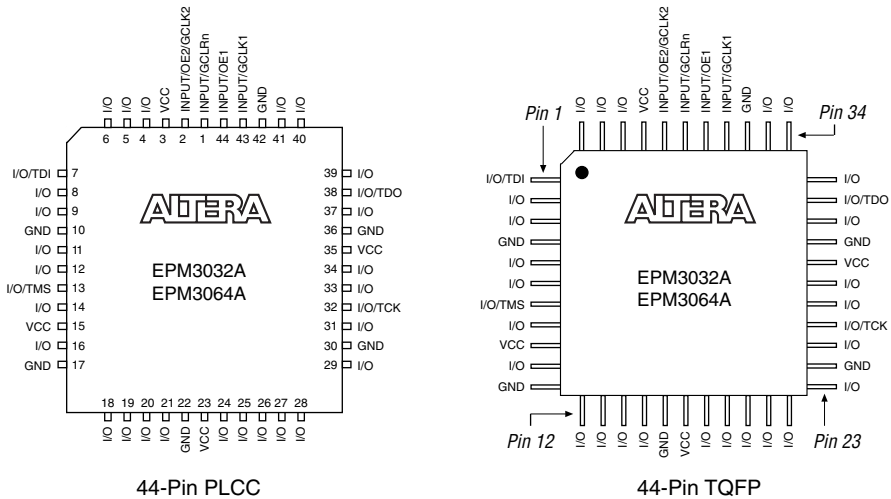 I/O I/O I/O VCC INPUT/OE2/GCLK2 INPUT/GCLRn INPUT/OE1 INPUT/GCLK1 GND I/O I/O
6 5 4 3 2 1 44 43 42 41 40
I/O/TDI 7
I/O 8
I/O 9
GND 10
I/O 11
I/O 12
I/O/TMS 13
I/O 14
VCC 15
I/O 16
GND 17
39 I/O
38 I/O/TDO
37 I/O
36 GND
35 VCC
34 I/O
33 I/O
32 I/O/TCK
31 I/O
30 GND
29 I/O
ALTERA
EPM3032A
EPM3064A
18 19 20 21 22 23 24 25 26 27 28
I/O I/O I/O I/O GND VCC I/O I/O I/O I/O I/O
44-Pin PLCC
I/O I/O I/O VCC INPUT/OE2/GCLK2 INPUT/GCLRn INPUT/OE1 INPUT/GCLK1 GND I/O I/O
Pin 1
Pin 34
I/O/TDI
I/O
I/O
GND
I/O
I/O
I/O/TMS
I/O
VCC
I/O
GND
I/O
I/O/TDO
I/O
GND
VCC
I/O
I/O
I/O/TCK
I/O
GND
I/O
ALTERA
EPM3032A
EPM3064A
Pin 12
Pin 23
I/O I/O I/O I/O GND VCC I/O I/O I/O I/O I/O
44-Pin TQFP